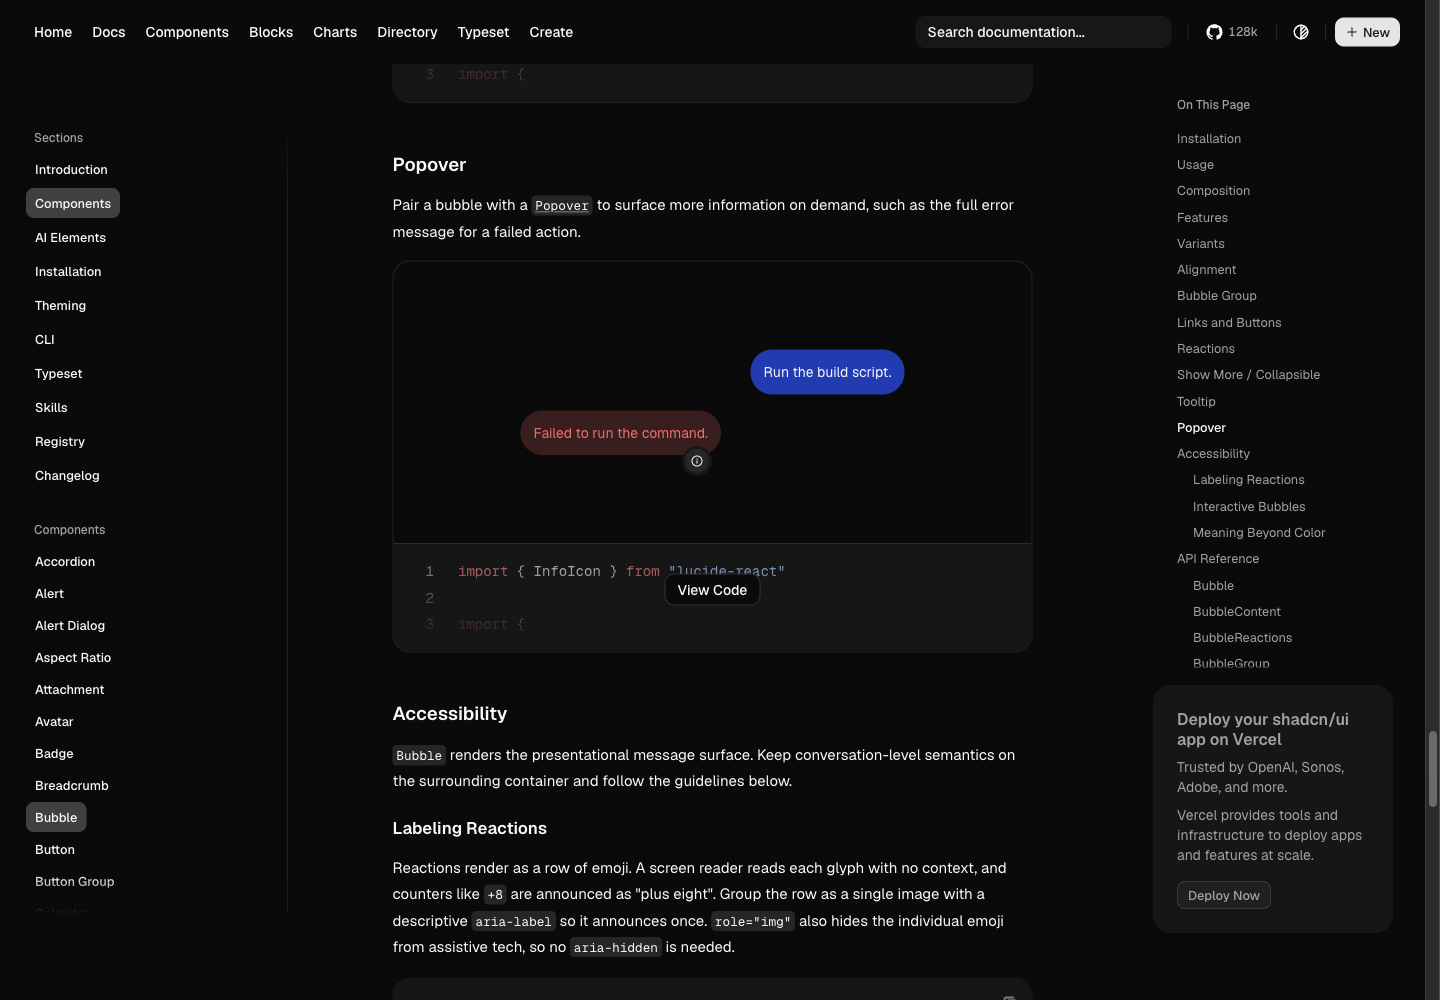 Home Docs Components Blocks Charts Directory Typeset Create
Search documentation...
128k
New
Sections
Introduction
Components
AI Elements
Installation
Theming
CLI
Typeset
Skills
Registry
Changelog
Components
Accordion
Alert
Alert Dialog
Aspect Ratio
Attachment
Avatar
Badge
Breadcrumb
Bubble
Button
Button Group
Calendar
3 import {
Popover
Pair a bubble with a Popover to surface more information on demand, such as the full error
message for a failed action.
Run the build script.
Failed to run the command.
1 import { InfoIcon } from "lucide-react"
View Code
2
3 import {
Accessibility
Bubble renders the presentational message surface. Keep conversation-level semantics on
the surrounding container and follow the guidelines below.
Labeling Reactions
Reactions render as a row of emoji. A screen reader reads each glyph with no context, and
counters like +8 are announced as "plus eight". Group the row as a single image with a
descriptive aria-label so it announces once. role="img" also hides the individual emoji
from assistive tech, so no aria-hidden is needed.
On This Page
Installation
Usage
Composition
Features
Variants
Alignment
Bubble Group
Links and Buttons
Reactions
Show More / Collapsible
Tooltip
Popover
Accessibility
Labeling Reactions
Interactive Bubbles
Meaning Beyond Color
API Reference
Bubble
BubbleContent
BubbleReactions
BubbleGroup
Deploy your shadcn/ui
app on Vercel
Trusted by OpenAI, Sonos,
Adobe, and more.
Vercel provides tools and
infrastructure to deploy apps
and features at scale.
Deploy Now